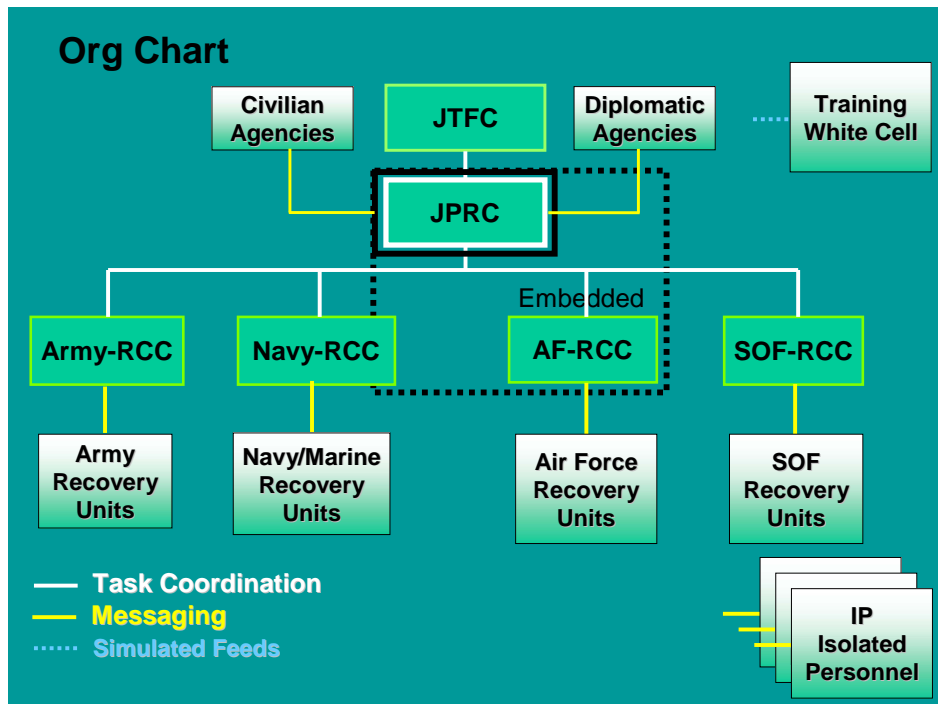 Org Chart
Civilian
Agencies
JTFC
Diplomatic
Agencies
Training
White Cell
JPRC
Embedded
Army-RCC
Navy-RCC
AF-RCC
SOF-RCC
Army
Recovery
Units
Navy/Marine
Recovery
Units
Air Force
Recovery
Units
SOF
Recovery
Units
Task Coordination
Messaging
Simulated Feeds
IP
Isolated
Personnel